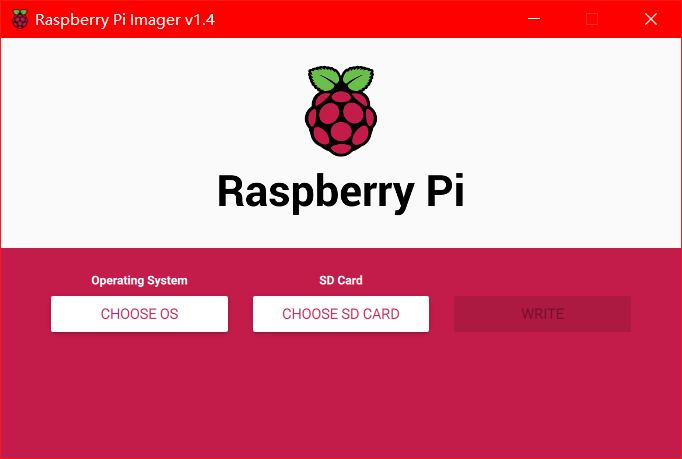 Raspberry Pi Imager v1.4
Raspberry Pi
Operating System
SD Card
CHOOSE OS
CHOOSE SD CARD
WRITE